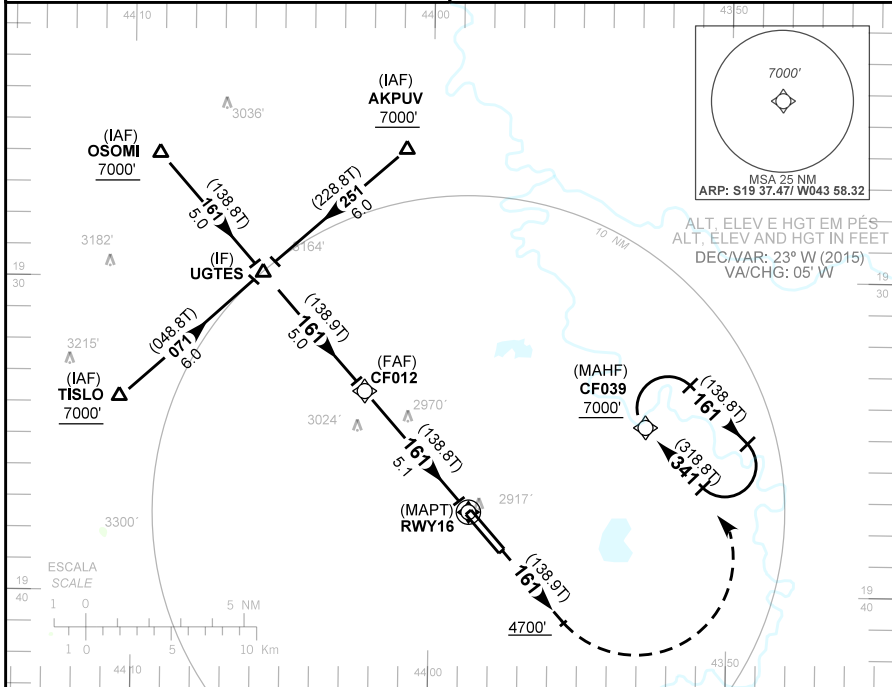 44 10
44 00
43 50
7000'
MSA 25 NM
ARP: S19 37.47/ W043 58.32
(IAF)
AKPUV
7000'
3036'
(IAF)
OSOMI
7000'
(138.8T)
161
5.0
(228.8T)
251
6.0
ALT, ELEV E HGT EM PÉS
ALT, ELEV AND HGT IN FEET
DEC/VAR: 23º W (2015)
VA/CHG: 05' W
10 NM
3182'
3164'
(IF)
UGTES
19
30
19
30
(048.8T)
071
6.0
(138.9T)
161
5.0
3215'
(IAF)
TISLO
7000'
(FAF)
CF012
(MAHF)
CF039
7000'
(138.8T)
161
(318.8T)
341
3024'
2970'
(138.8T)
161
5.1
2917'
(MAPT)
RWY16
3300'
(138.9T)
161
4700'
ESCALA
SCALE
1 0 5 NM
1 0 5 10 Km
19
40
19
40
44 10
44 00
43 50